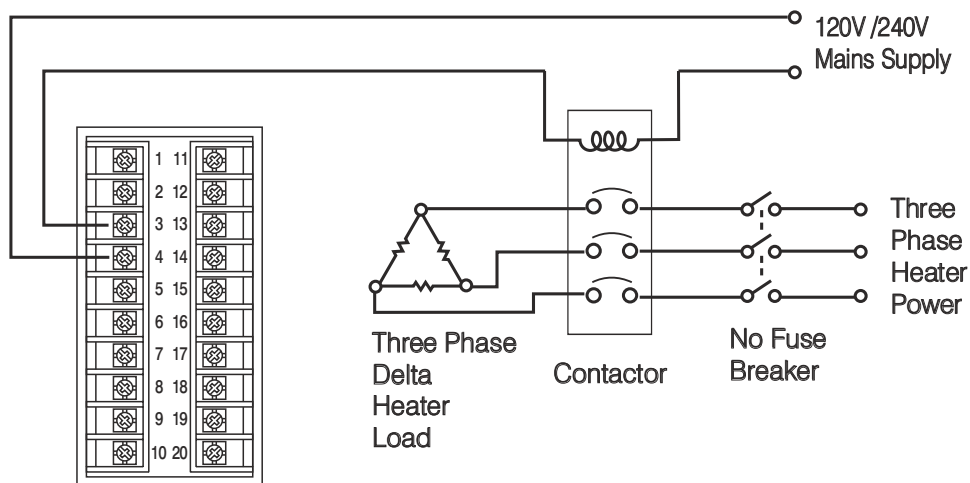 120V /240V
Mains Supply
1 11
2 12
3 13
4 14
5 15
6 16
7 17
8 18
9 19
10 20
Three
Phase
Heater
Power
Three Phase
Delta
Heater
Load
Contactor
No Fuse
Breaker